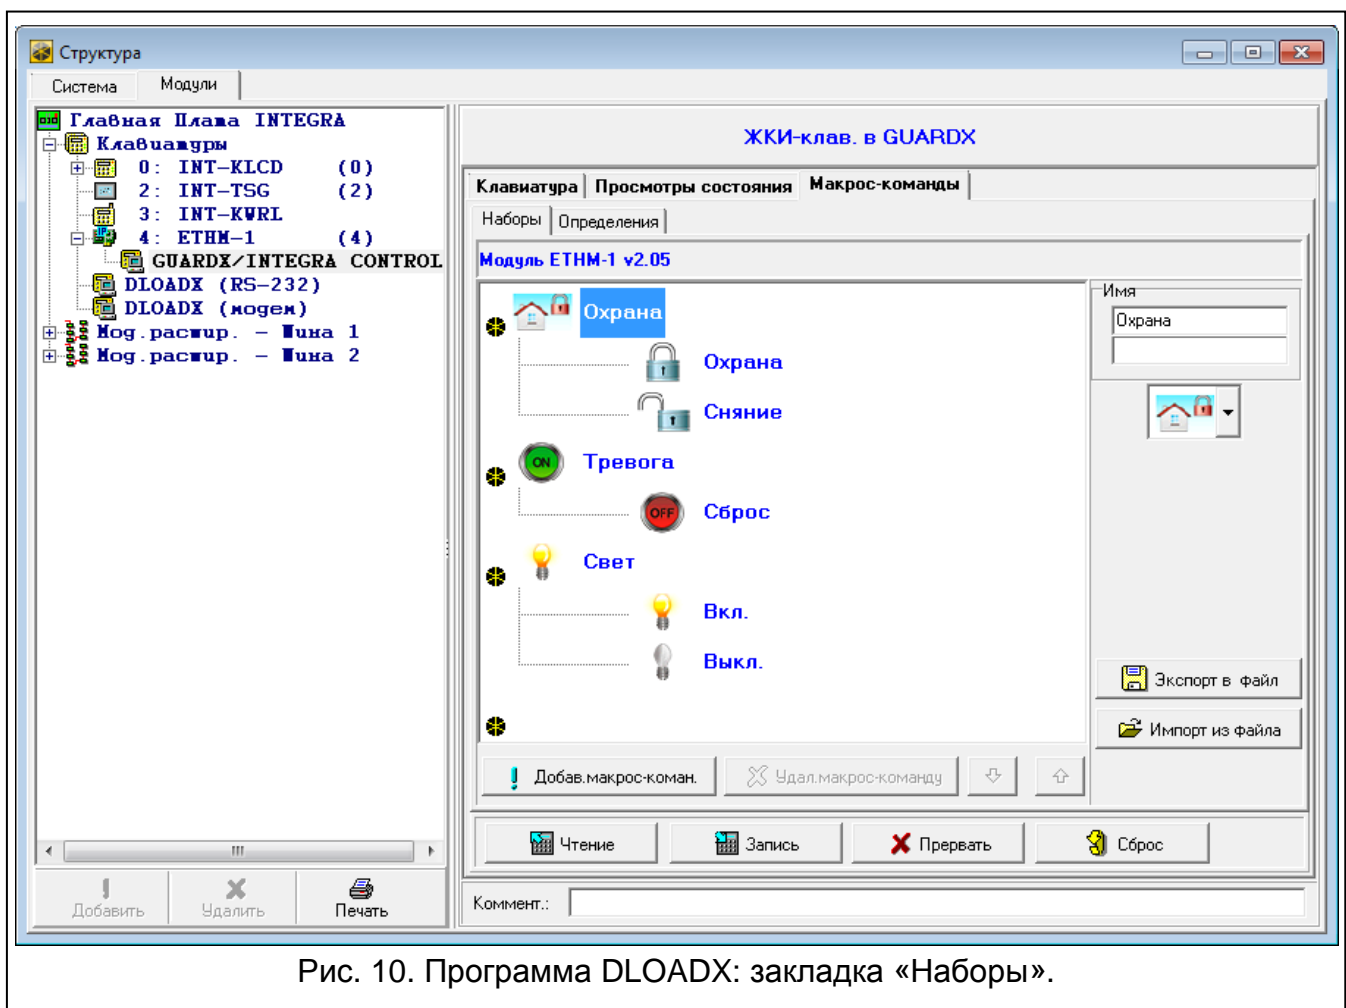 Структура
Система Модули
Главная Плата INTEGRA
Клавиатуры
0: INT-KLCD (0)
2: INT-TSG (2)
3: INT-KWRL
4: ETHM-1 (4)
GUARDX/INTEGRA CONTROL
DLOADX (RS-232)
DLOADX (модем)
Мод.расшир. - Шина 1
Мод.расшир. - Шина 2
Добавить Удалить Печать
ЖКИ-клав. в GUARDX
Клавиатура Просмотры состояния Макрос-команды
Наборы Определения
Модуль ETHM-1 v2.05
Охрана
Охрана
Сняние
Тревога
Сброс
Свет
Вкл.
Выкл.
Имя
Охрана
Экспорт в файл
Импорт из файла
Добав.макрос-коман. Удал.макрос-команду
Чтение Запись Прервать Сброс
Коммент.:
Рис. 10. Программа DLOADX: закладка «Наборы».